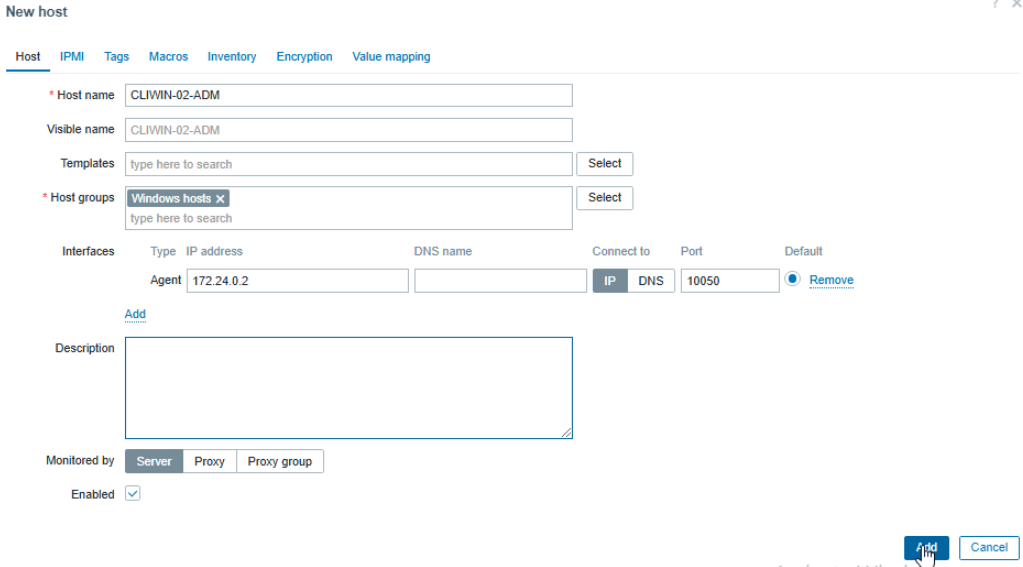 New host
? ×
Host IPMI Tags Macros Inventory Encryption Value mapping
* Host name CLIWIN-02-ADM
Visible name CLIWIN-02-ADM
Templates type here to search Select
* Host groups Windows hosts × Select
type here to search
Interfaces Type IP address DNS name Connect to Port Default
Agent 172.24.0.2 IP DNS 10050 Remove
Add
Description
Monitored by Server Proxy Proxy group
Enabled
Add Cancel